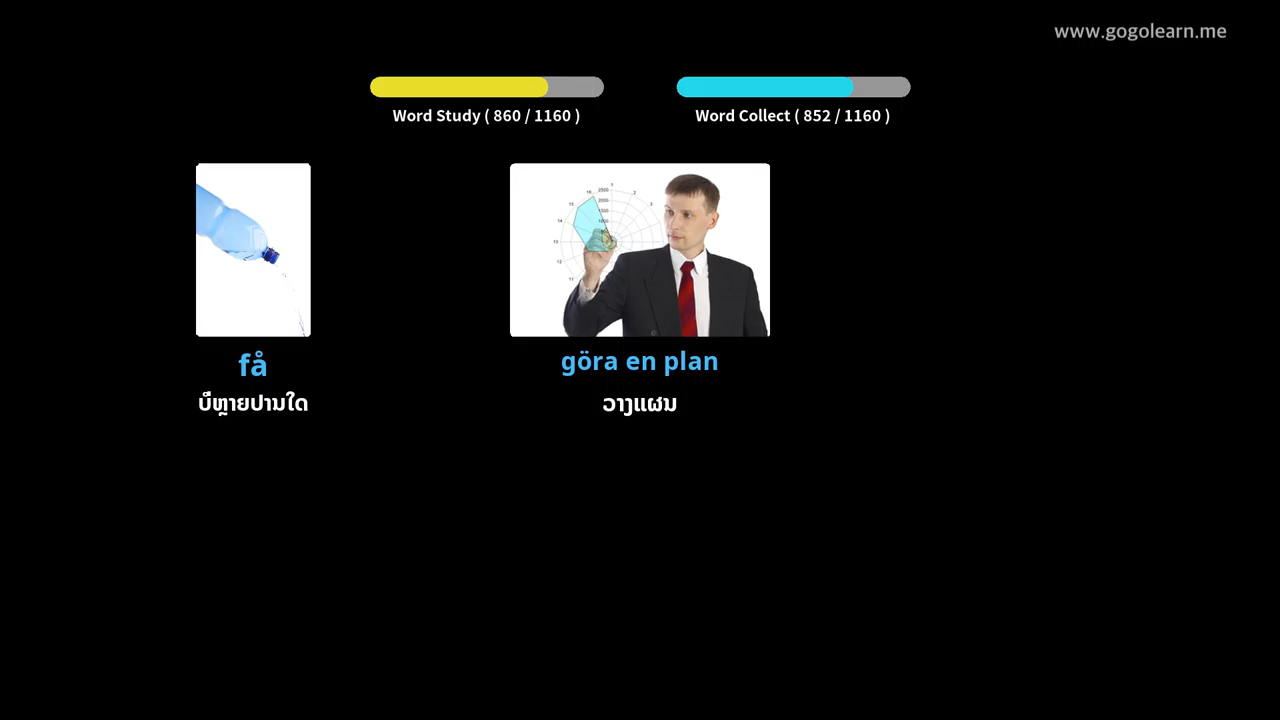 www.gogolearn.me
Word Study ( 860 / 1160 )
Word Collect ( 852 / 1160 )
få
ບໍ່ຫຼາຍປານໃດ
göra en plan
ວາງແຜນ